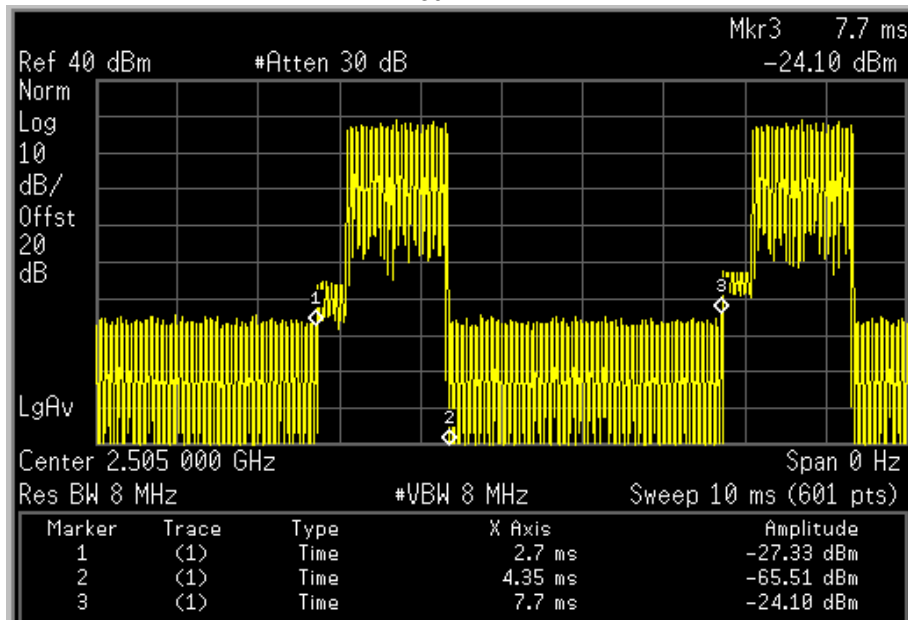 Mkr3 7.7 ms
Ref 40 dBm #Atten 30 dB -24.10 dBm
Norm
Log
10
dB/
Offst
20
dB
3
1
LgAv
2
Center 2.505 000 GHz Span 0 Hz
Res BW 8 MHz #VBW 8 MHz Sweep 10 ms (601 pts)
Marker Trace Type X Axis Amplitude
1 (1) Time 2.7 ms -27.33 dBm
2 (1) Time 4.35 ms -65.51 dBm
3 (1) Time 7.7 ms -24.10 dBm